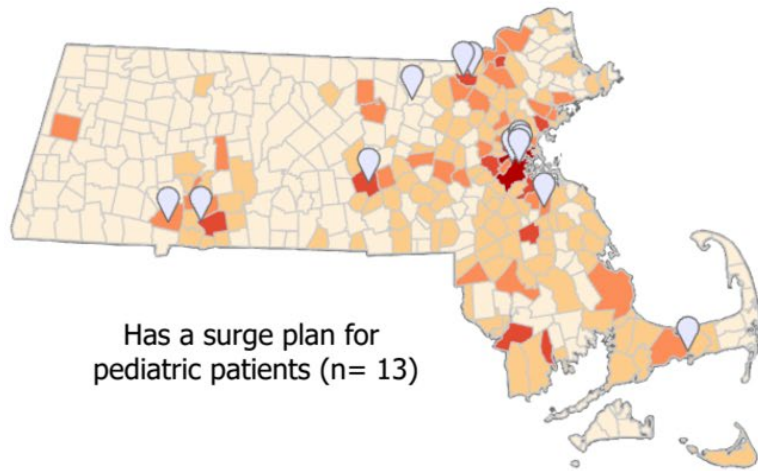 Has a surge plan for
pediatric patients (n= 13)